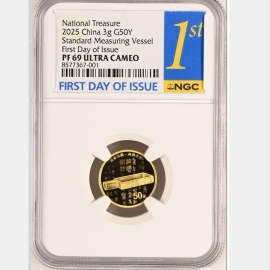 National Treasure
2025 China 3g G50Y
Standard Measuring Vessel
First Day of Issue
PF 69 ULTRA CAMEO
8577367-001
1st
FIRST DAY OF ISSUE
NGC
50